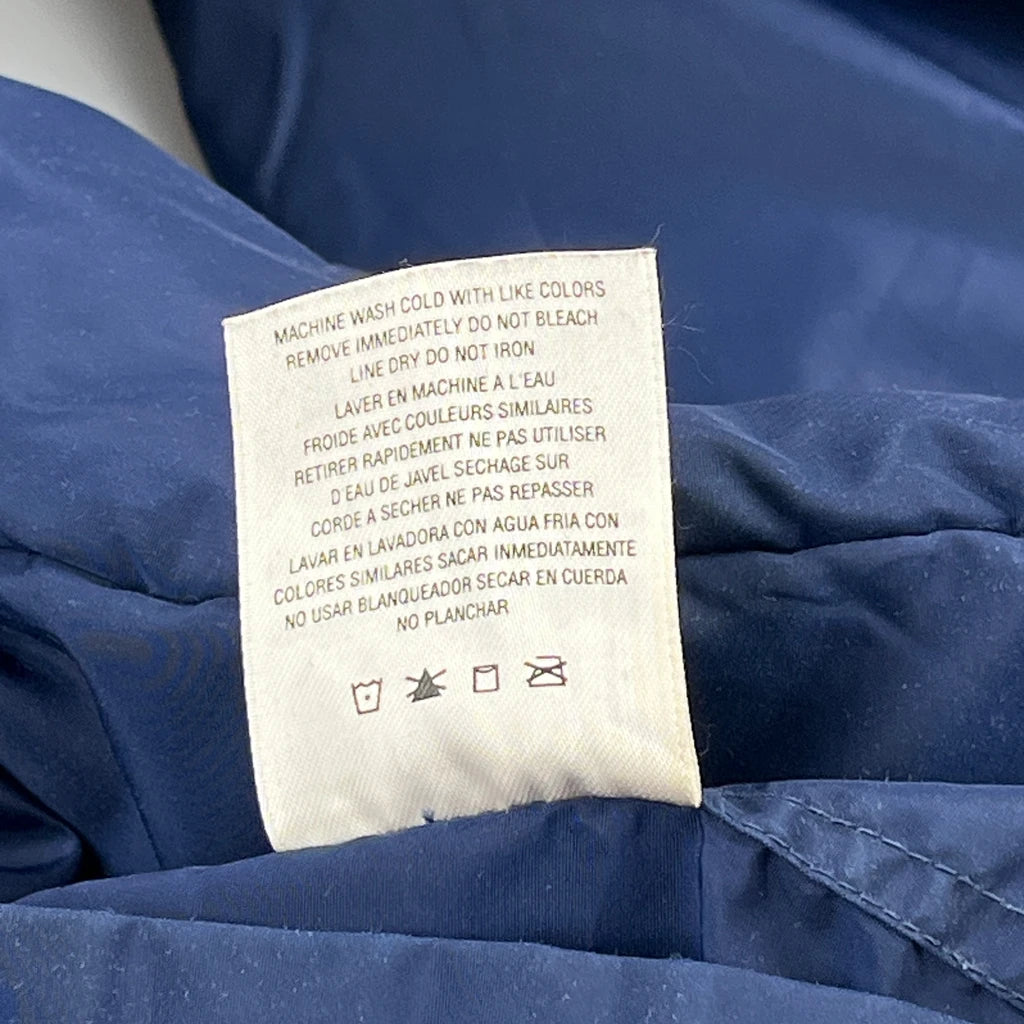 MACHINE WASH COLD WITH LIKE COLORS
REMOVE IMMEDIATELY DO NOT BLEACH
LINE DRY DO NOT IRON
LAVER EN MACHINE A L'EAU
FROIDE AVEC COULEURS SIMILAIRES
RETIRER RAPIDEMENT NE PAS UTILISER
D'EAU DE JAVEL SECHAGE SUR
CORDE A SECHER NE PAS REPASSER
LAVAR EN LAVADORA CON AGUA FRIA CON
COLORES SIMILARES SACAR INMEDIATAMENTE
NO USAR BLANQUEADOR SECAR EN CUERDA
NO PLANCHAR